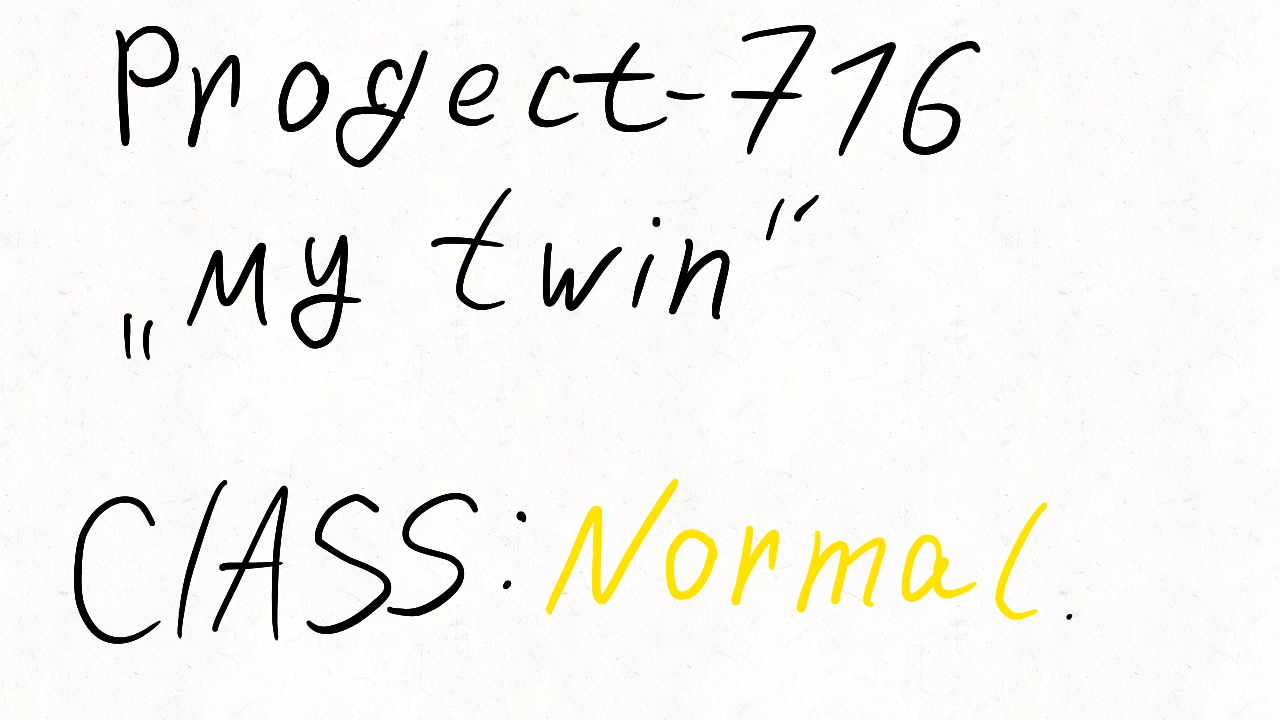 Progect-716
„My twin“
ClASS: Normal.